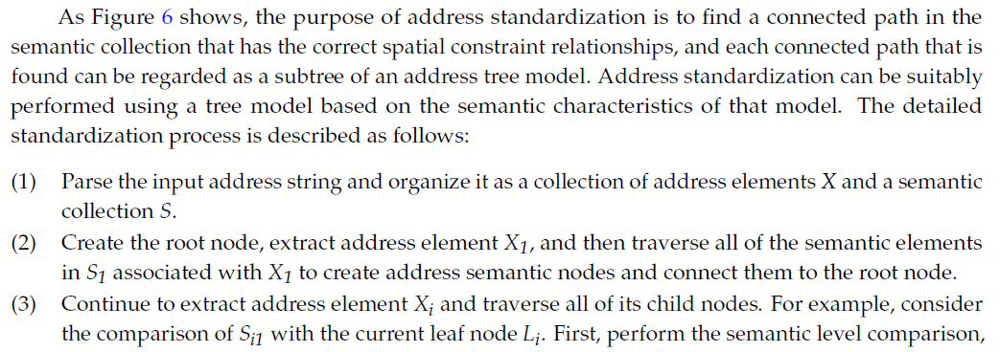 As Figure 6 shows, the purpose of address standardization is to find a connected path in the
semantic collection that has the correct spatial constraint relationships, and each connected path that is
found can be regarded as a subtree of an address tree model. Address standardization can be suitably
performed using a tree model based on the semantic characteristics of that model. The detailed
standardization process is described as follows:
(1) Parse the input address string and organize it as a collection of address elements X and a semantic
collection S.
(2) Create the root node, extract address element X1, and then traverse all of the semantic elements
in S1 associated with X1 to create address semantic nodes and connect them to the root node.
(3) Continue to extract address element Xi and traverse all of its child nodes. For example, consider
the comparison of Si1 with the current leaf node Li. First, perform the semantic level comparison,